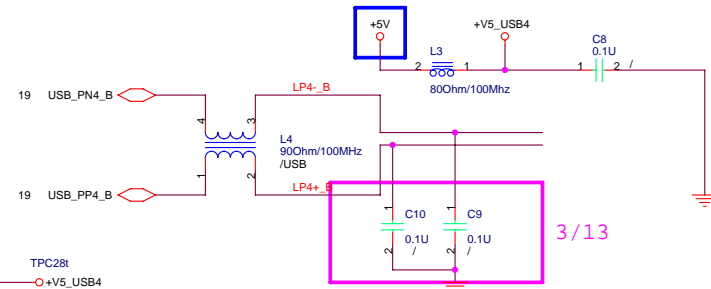 +5V
+V5_USB4
C8
0.1U
L3
2
1
1
2
/
80Ohm/100Mhz
19
USB_PN4_B
LP4-_B
4
3
L4
90Ohm/100MHz
/USB
1
2
19
USB_PP4_B
LP4+_B
1
C10
0.1U
/
2
1
C9
0.1U
/
2
3/13
TPC28t
+V5_USB4